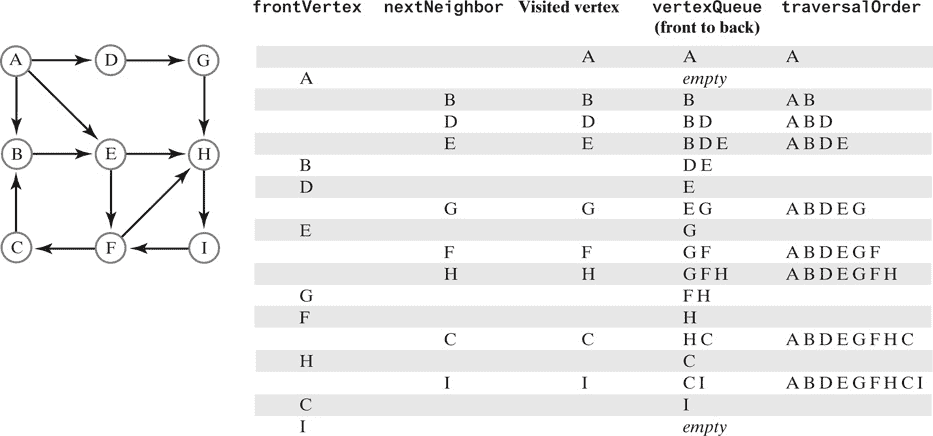 frontVertex nextNeighbor Visited vertex vertexQueue traversalOrder
(front to back)
A D G
B E H
C F I
A A A
A empty
B B B A B
D D B D A B D
E E B D E A B D E
B D E
D E
G G E G A B D E G
E G
F F G F A B D E G F
H H G F H A B D E G F H
G F H
F H
C C H C A B D E G F H C
H C
I I C I A B D E G F H C I
C I
I empty